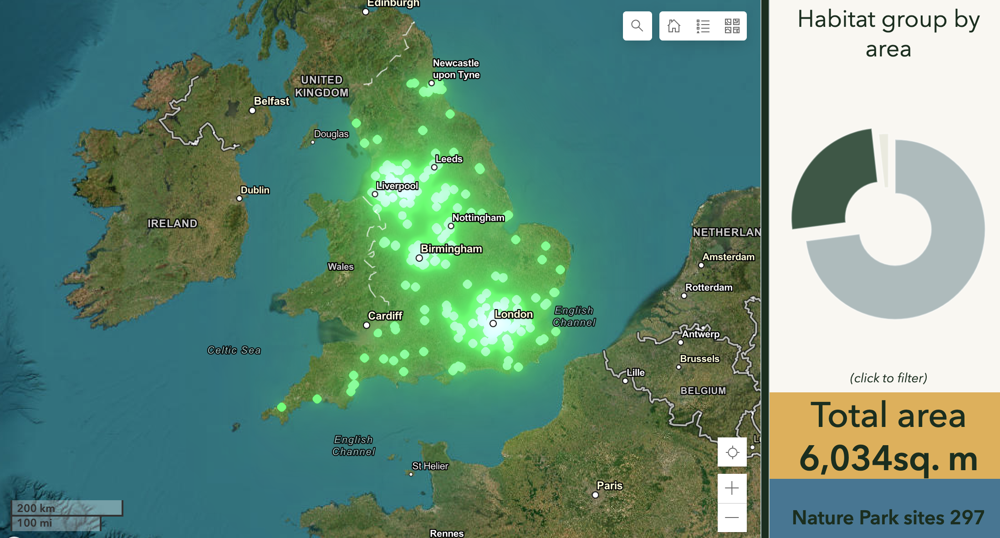 Edinburgh
Newcastle
upon Tyne
UNITED
KINGDOM
Belfast
Douglas
Leeds
Liverpool
Dublin
Nottingham
IRELAND
NETHERLAN
Birmingham
Amsterdam
Wales
Rotterdam
London
English
Channel
Cardiff
Antwerp
Celtic Sea
Brussels
Lille
BELGIUM
English
Channel
St Helier
Paris
Rennes
200 km
100 mi
Habitat group by
area
(click to filter)
Total area
6,034sq. m
Nature Park sites 297